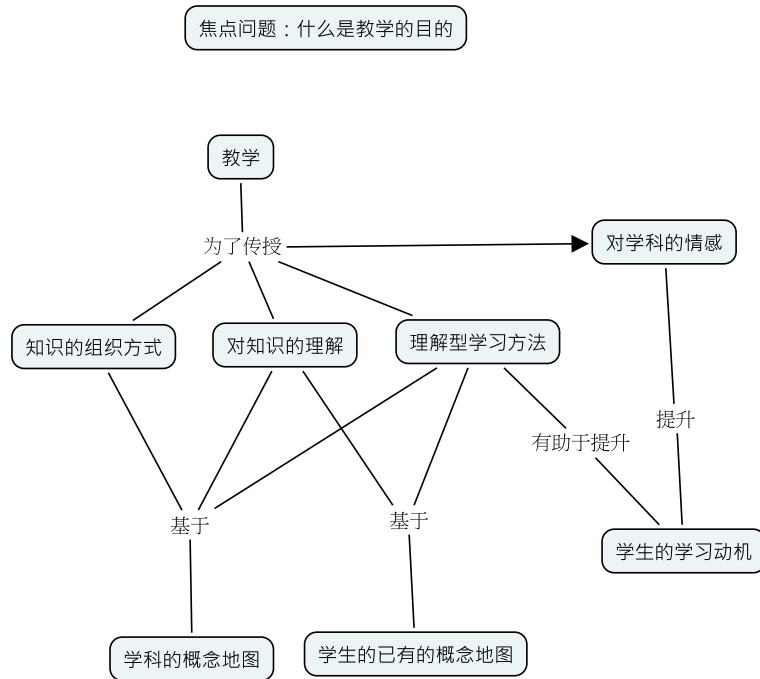 焦点问题：什么是教学的目的
教学
为了传授
对学科的情感
知识的组织方式
对知识的理解
理解型学习方法
提升
有助于提升
基于
基于
学生的学习动机
学科的概念地图
学生的已有的概念地图